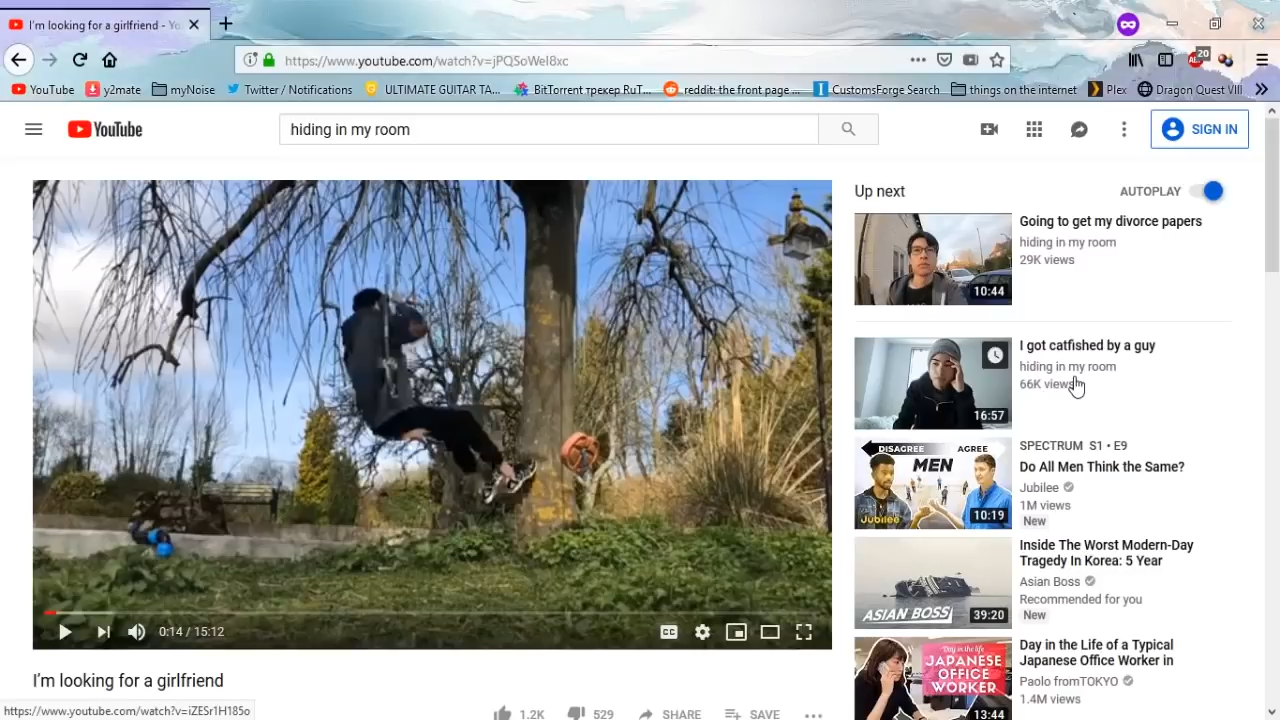 I'm looking for a girlfriend - Yo
https://www.youtube.com/watch?v=jPQSoWeI8xc
20
YouTube
y2mate
myNoise
Twitter / Notifications
ULTIMATE GUITAR TA...
BitTorrent трекер RuT...
reddit: the front page ...
CustomsForge Search
things on the internet
Plex
Dragon Quest VIII
YouTube
hiding in my room
SIGN IN
Up next
AUTOPLAY
Going to get my divorce papers
hiding in my room
29K views
10:44
I got catfished by a guy
hiding in my room
66K views
16:57
SPECTRUM S1 • E9
Do All Men Think the Same?
Jubilee
1M views
New
DISAGREE
AGREE
MEN
Jubilee
10:19
Inside The Worst Modern-Day
Tragedy In Korea: 5 Year
Asian Boss
Recommended for you
New
ASIAN BOSS
39:20
Day in the Life of a Typical
Japanese Office Worker in
Paolo fromTOKYO
1.4M views
Day in the life
JAPANESE
OFFICE
WORKER
13:44
0:14 / 15:12
CC
I'm looking for a girlfriend
1.2K
529
SHARE
SAVE
https://www.youtube.com/watch?v=iZESr1H185o